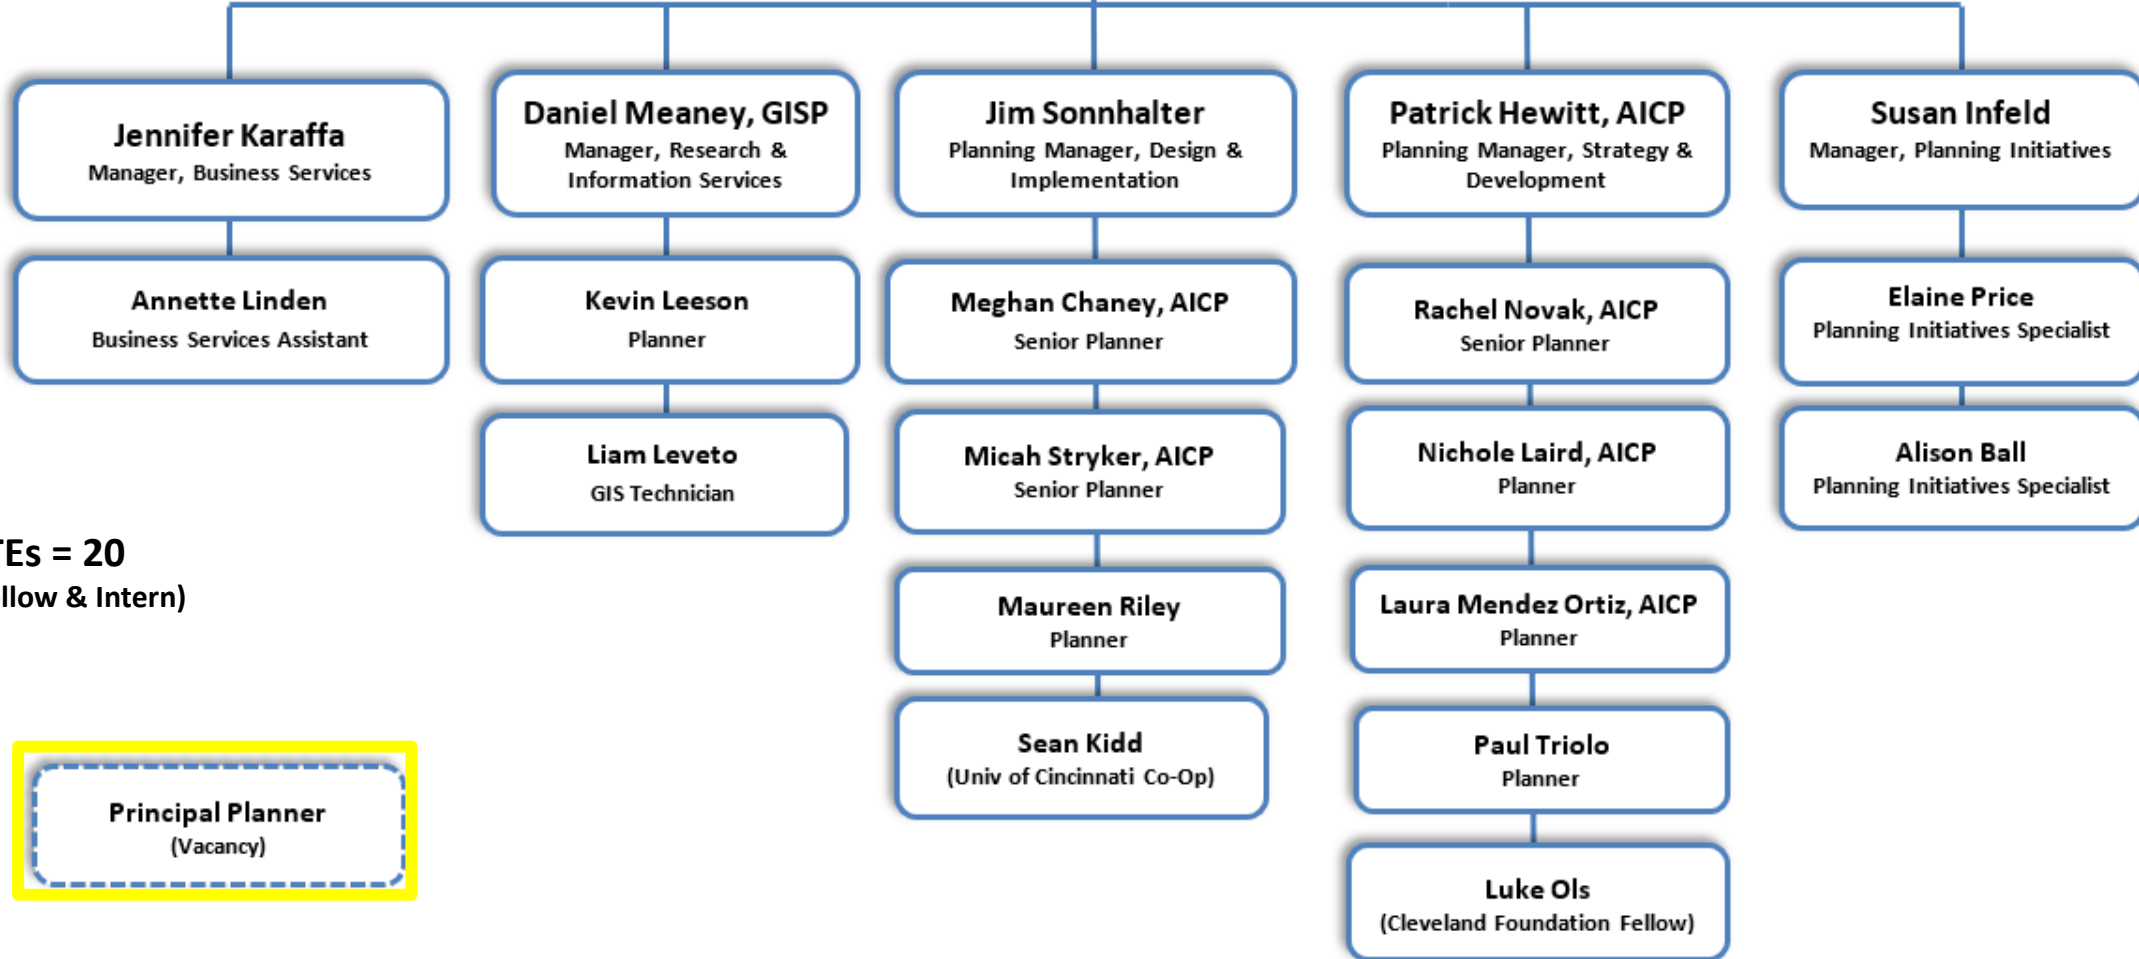 Jennifer Karaffa
Manager, Business Services
Annette Linden
Business Services Assistant
Daniel Meaney, GISP
Manager, Research &
Information Services
Kevin Leeson
Planner
Liam Leveto
GIS Technician
Jim Sonnhalter
Planning Manager, Design &
Implementation
Meghan Chaney, AICP
Senior Planner
Micah Stryker, AICP
Senior Planner
Maureen Riley
Planner
Sean Kidd
(Univ of Cincinnati Co-Op)
Patrick Hewitt, AICP
Planning Manager, Strategy &
Development
Rachel Novak, AICP
Senior Planner
Nichole Laird, AICP
Planner
Laura Mendez Ortiz, AICP
Planner
Paul Triolo
Planner
Luke Ols
(Cleveland Foundation Fellow)
Susan Infeld
Manager, Planning Initiatives
Elaine Price
Planning Initiatives Specialist
Alison Ball
Planning Initiatives Specialist
TEs = 20
llow & Intern)
Principal Planner
(Vacancy)